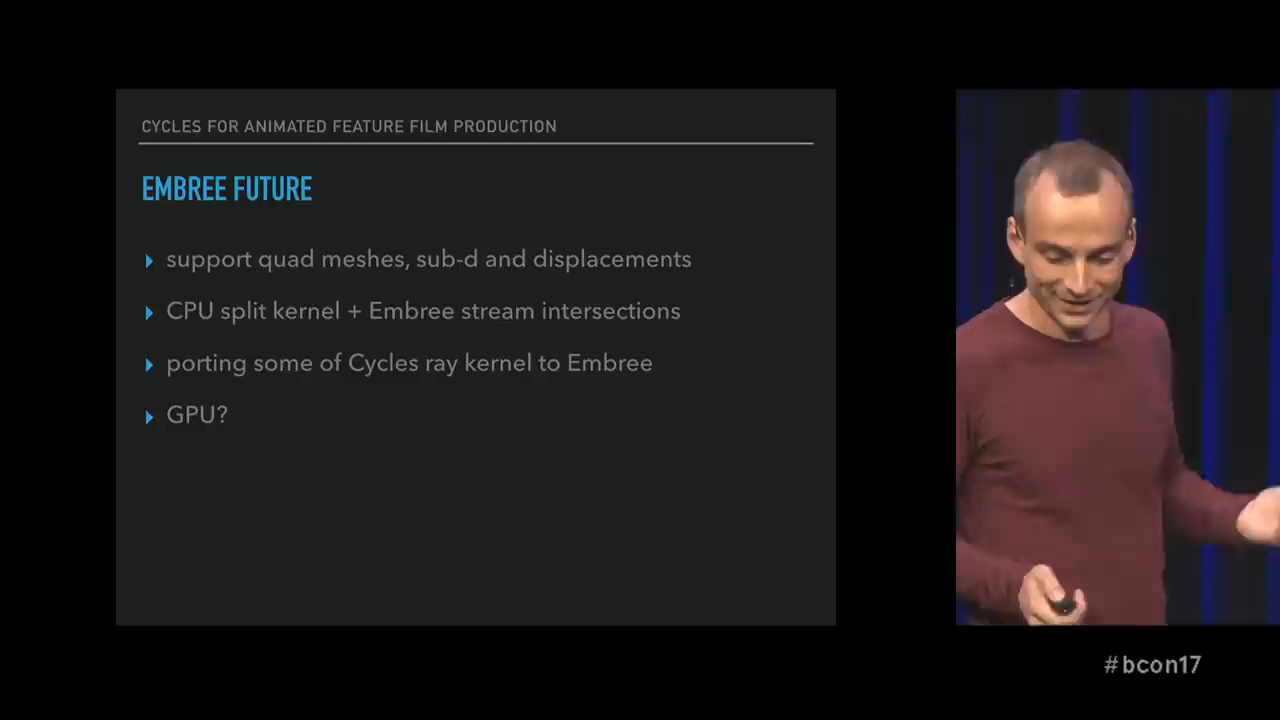 CYCLES FOR ANIMATED FEATURE FILM PRODUCTION
EMBREE FUTURE
support quad meshes, sub-d and displacements
CPU split kernel + Embree stream intersections
porting some of Cycles ray kernel to Embree
GPU?
#bcon17